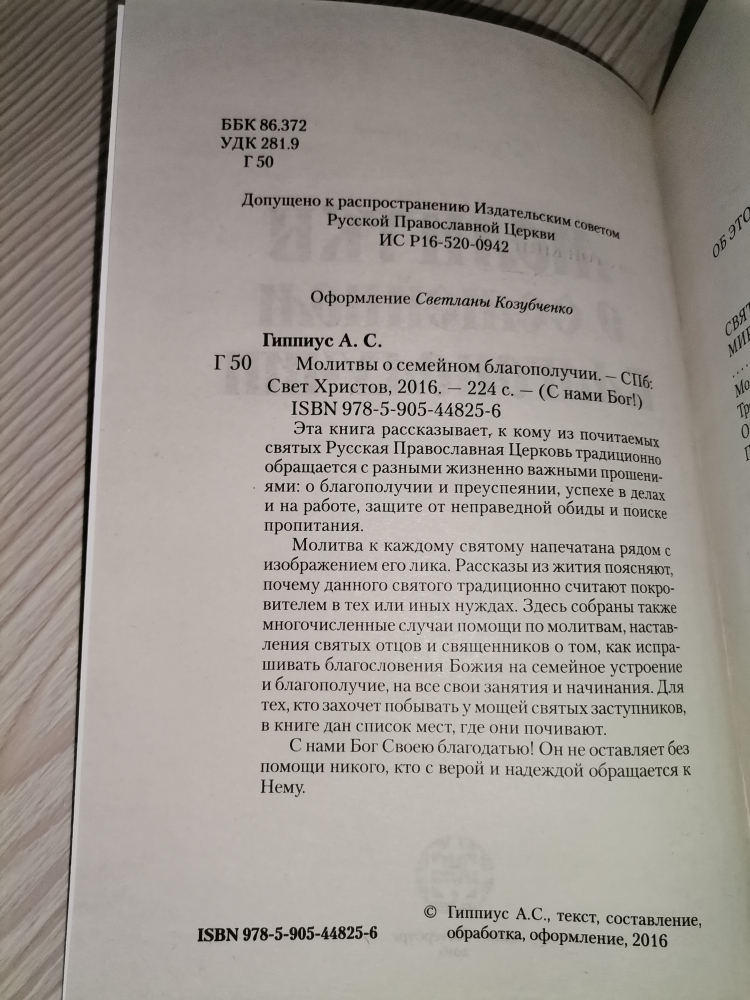 ББК 86.372
УДК 281.9
Г 50
Допущено к распространению Издательским советом
Русской Православной Церкви
ИС Р16-520-0942
Оформление Светланы Козубченко
Гиппиус А. С.
Г 50 Молитвы о семейном благополучии. — СПб:
Свет Христов, 2016. — 224 с. — (С нами Бог!)
ISBN 978-5-905-44825-6
Эта книга рассказывает, к кому из почитаемых
святых Русская Православная Церковь традиционно
обращается с разными жизненно важными прошени-
ями: о благополучии и преуспеянии, успехе в делах
и на работе, защите от неправедной обиды и поиске
пропитания.
Молитва к каждому святому напечатана рядом с
изображением его лика. Рассказы из жития поясняют,
почему данного святого традиционно считают покро-
вителем в тех или иных нуждах. Здесь собраны также
многочисленные случаи помощи по молитвам, настав-
ления святых отцов и священников о том, как испра-
шивать благословения Божия на семейное устроение
и благополучие, на все свои занятия и начинания. Для
тех, кто захочет побывать у мощей святых заступников,
в книге дан список мест, где они почивают.
С нами Бог Своею благодатью! Он не оставляет без
помощи никого, кто с верой и надеждой обращается к
Нему.
ISBN 978-5-905-44825-6
© Гиппиус А.С., текст, составление,
обработка, оформление, 2016
ОБ ЭТО